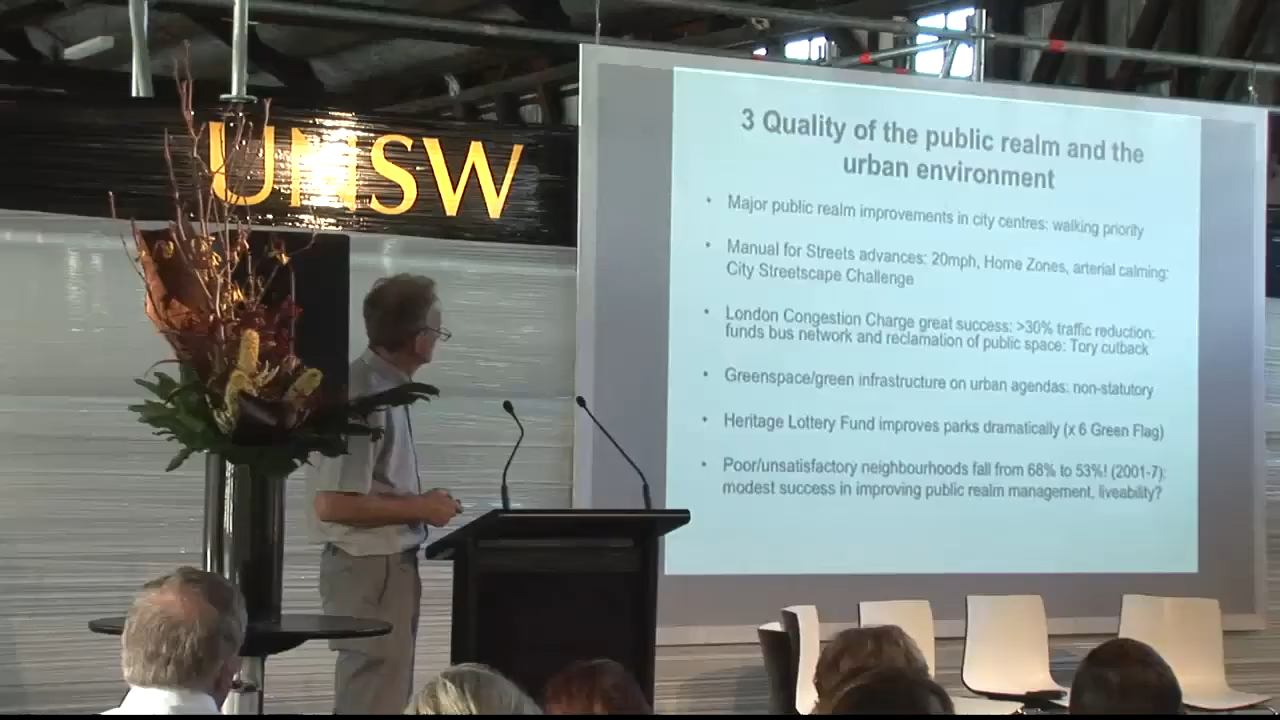 UNSW
3 Quality of the public realm and the
urban environment
• Major public realm improvements in city centres: walking priority
• Manual for Streets advances: 20mph, Home Zones, arterial calming:
City Streetscape Challenge
• London Congestion Charge great success: >30% traffic reduction:
funds bus network and reclamation of public space: Tory cutback
• Greenspace/green infrastructure on urban agendas: non-statutory
• Heritage Lottery Fund improves parks dramatically (x 6 Green Flag)
• Poor/unsatisfactory neighbourhoods fall from 68% to 53%! (2001-7):
modest success in improving public realm management, liveability?